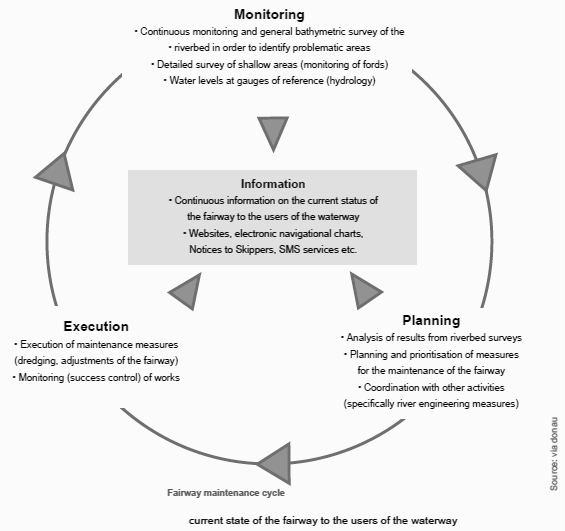 Monitoring
• Continuous monitoring and general bathymetric survey of the
• riverbed in order to identify problematic areas
• Detailed survey of shallow areas (monitoring of fords)
• Water levels at gauges of reference (hydrology)
Information
• Continuous information on the current status of
the fairway to the users of the waterway
• Websites, electronic navigational charts,
Notices to Skippers, SMS services etc.
Execution
• Execution of maintenance measures
(dredging, adjustments of the fairway)
• Monitoring (success control) of works
Planning
• Analysis of results from riverbed surveys
• Planning and prioritisation of measures
for the maintenance of the fairway
• Coordination with other activities
(specifically river engineering measures)
Source: via donau
Fairway maintenance cycle
current state of the fairway to the users of the waterway